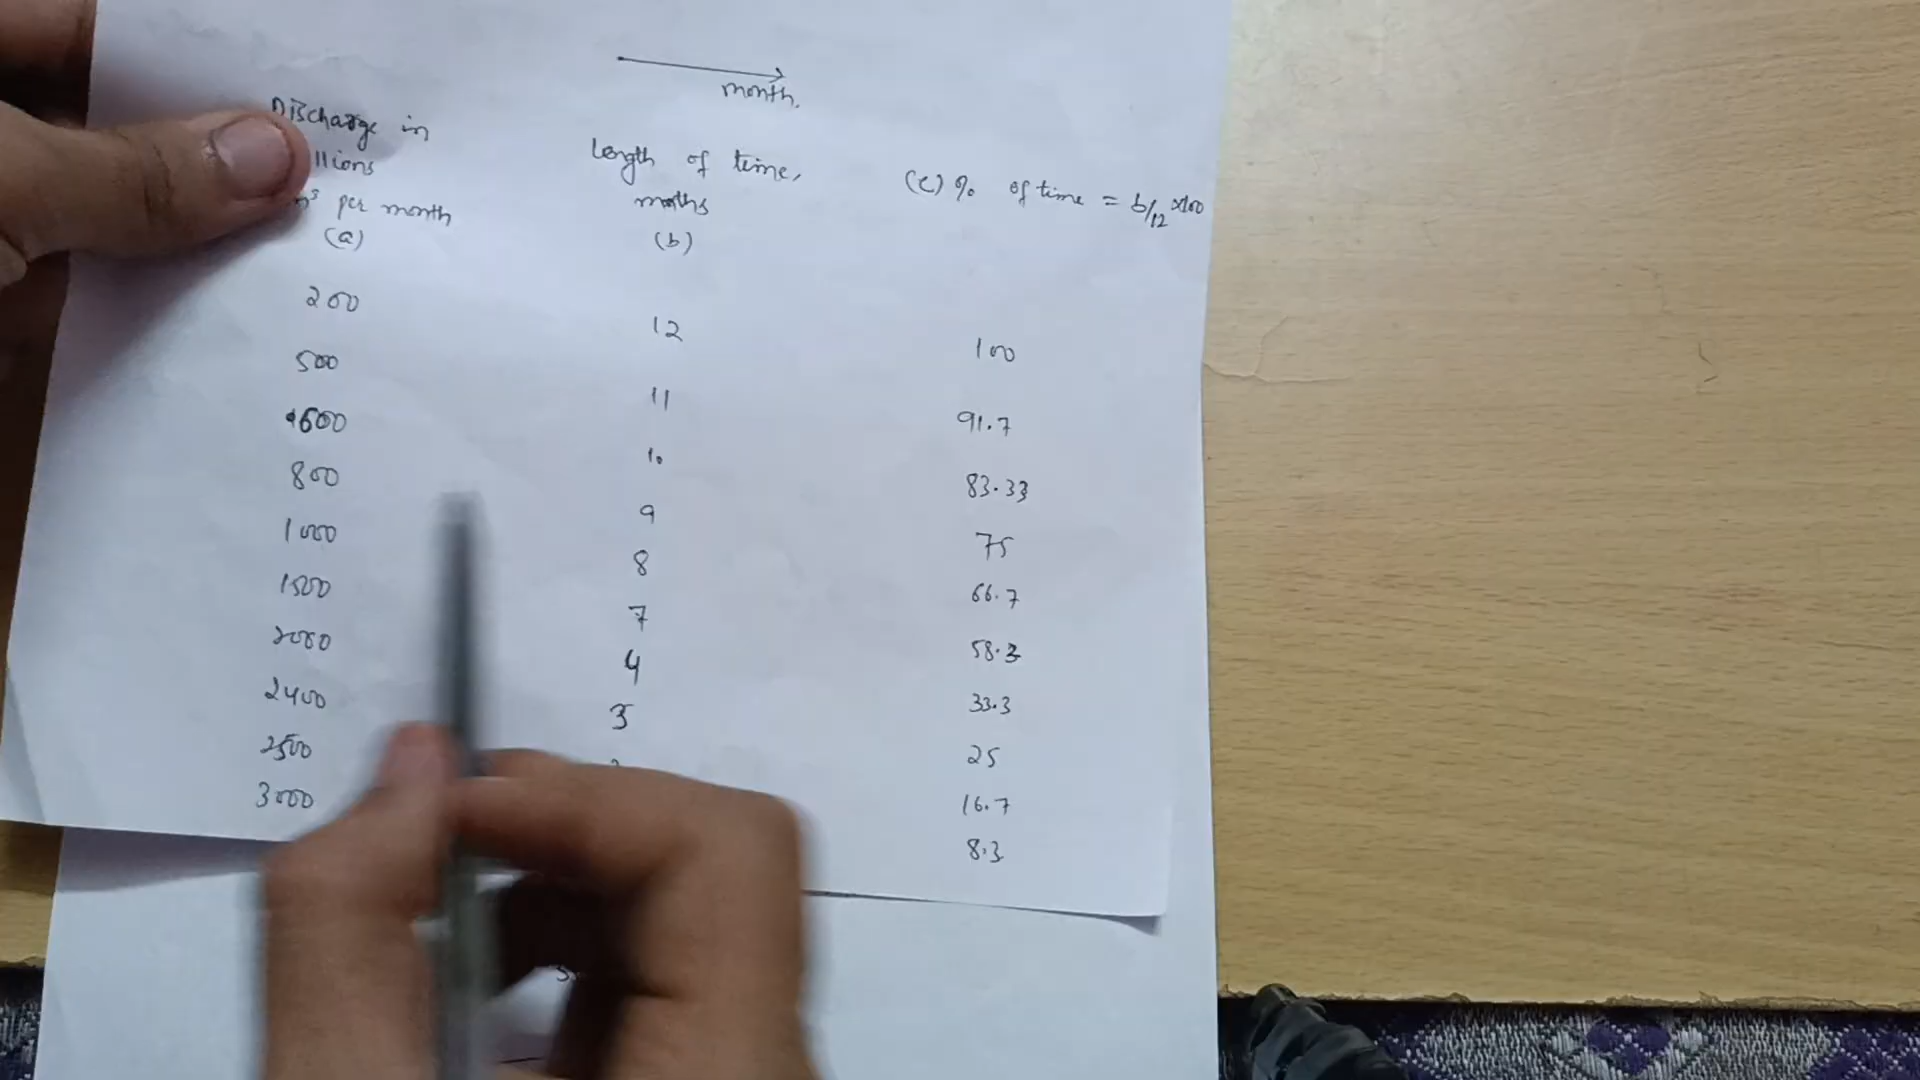 month.
Discharge in
llions
m³ per month
(a)
Length of time,
moths
(b)
(c) % of time = b/12 ×100
200 12 100
500 11 91.7
600 10 83.33
800 9 75
1000 8 66.7
1500 7 58.3
2000 4 33.3
2400 3 25
2500 16.7
3000 8.3